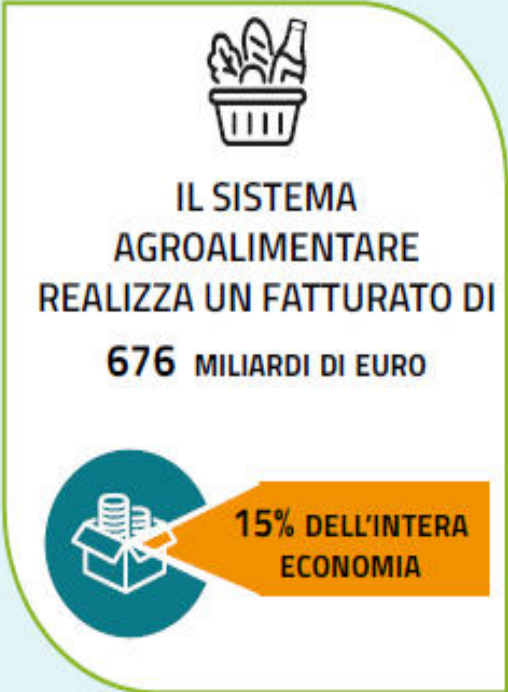 IL SISTEMA
AGROALIMENTARE
REALIZZA UN FATTURATO DI
676 MILIARDI DI EURO
15% DELL'INTERA
ECONOMIA